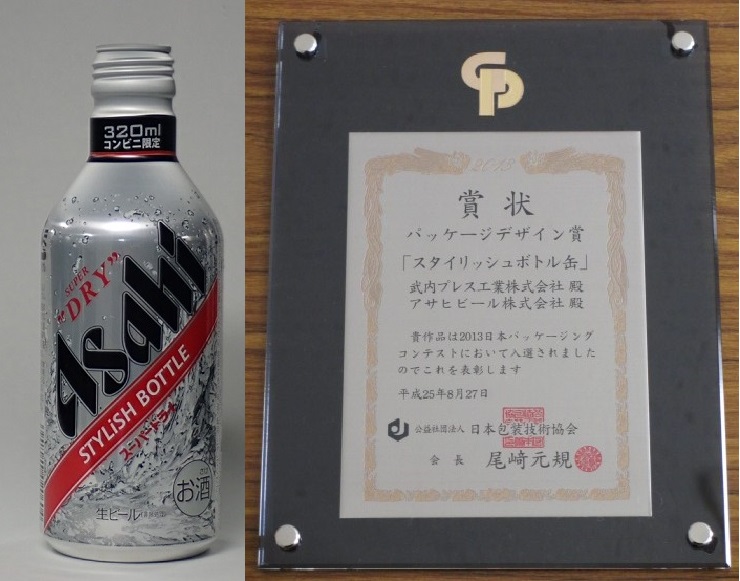 320ml
コンビニ限定
SUPER
"DRY"
Asahi
STYLiSH BOTTLE
スーパードライ
お酒
生ビール
2013
賞状
パッケージデザイン賞
「スタイリッシュボトル缶」
武内プレス工業株式会社 殿
アサヒビール株式会社 殿
貴作品は2013日本パッケージング
コンテストにおいて入選されました
のでこれを表彰します
平成25年8月27日
公益社団法人 日本包装技術協会
会長 尾崎元規